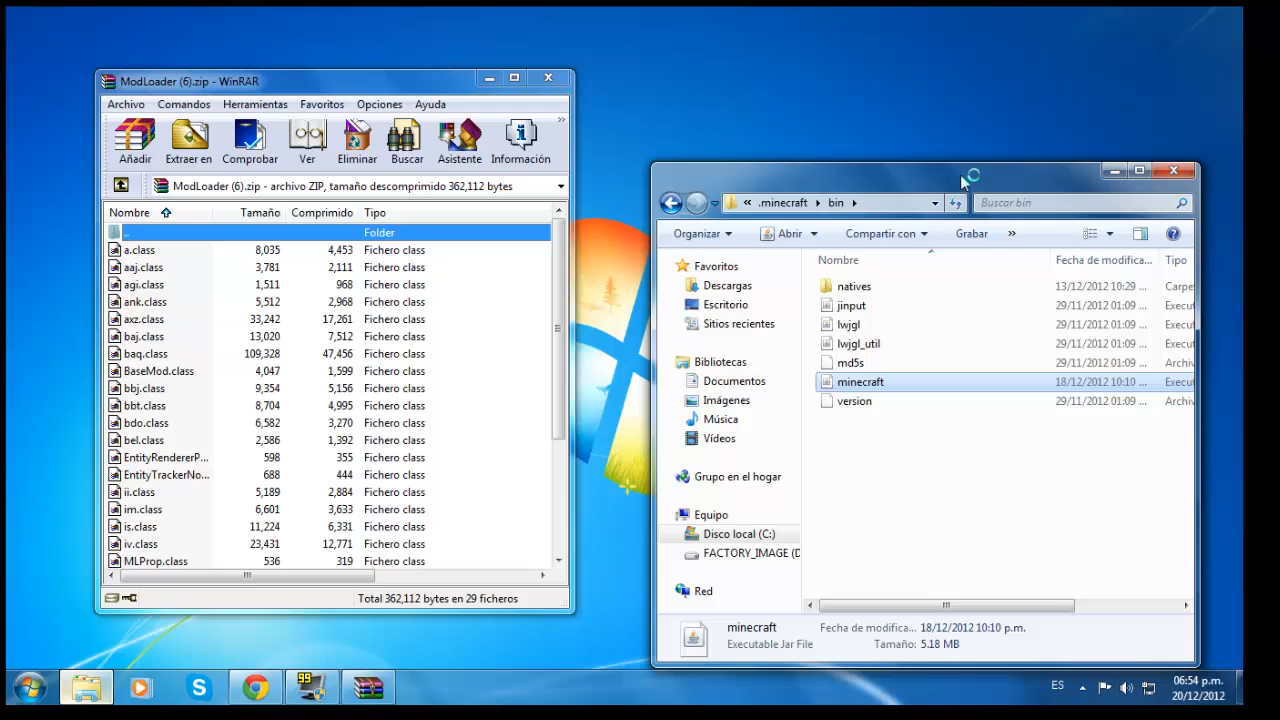 ModLoader (6).zip - WinRAR
Archivo Comandos Herramientas Favoritos Opciones Ayuda
Añadir Extraer en Comprobar Ver Eliminar Buscar Asistente Información
ModLoader (6).zip - archivo ZIP, tamaño descomprimido 362,112 bytes
Nombre Tamaño Comprimido Tipo
.. Folder
a.class 8,035 4,453 Fichero class
aaj.class 3,781 2,111 Fichero class
agi.class 1,511 968 Fichero class
ank.class 5,512 2,968 Fichero class
axz.class 33,242 17,261 Fichero class
baj.class 13,020 7,512 Fichero class
baq.class 109,328 47,456 Fichero class
BaseMod.class 4,047 1,599 Fichero class
bbj.class 9,354 5,156 Fichero class
bbt.class 8,704 4,995 Fichero class
bdo.class 6,582 3,270 Fichero class
bel.class 2,586 1,392 Fichero class
EntityRendererP... 598 355 Fichero class
EntityTrackerNo... 688 444 Fichero class
ii.class 5,189 2,884 Fichero class
im.class 6,601 3,633 Fichero class
is.class 11,224 6,331 Fichero class
iv.class 23,431 12,771 Fichero class
MLProp.class 536 319 Fichero class
Total 362,112 bytes en 29 ficheros
« .minecraft bin
Buscar bin
Organizar Abrir Compartir con Grabar »
Favoritos
Descargas
Escritorio
Sitios recientes
Bibliotecas
Documentos
Imágenes
Música
Vídeos
Grupo en el hogar
Equipo
Disco local (C:)
FACTORY_IMAGE (D
Red
Nombre Fecha de modifica... Tipo
natives 13/12/2012 10:29 ... Carpe
jinput 29/11/2012 01:09 ... Execut
lwjgl 29/11/2012 01:09 ... Execut
lwjgl_util 29/11/2012 01:09 ... Execut
md5s 29/11/2012 01:09 ... Archiv
minecraft 18/12/2012 10:10 ... Execut
version 29/11/2012 01:09 ... Archiv
minecraft Fecha de modifica... 18/12/2012 10:10 p.m.
Executable Jar File Tamaño: 5.18 MB
99
ES
06:54 p.m.
20/12/2012